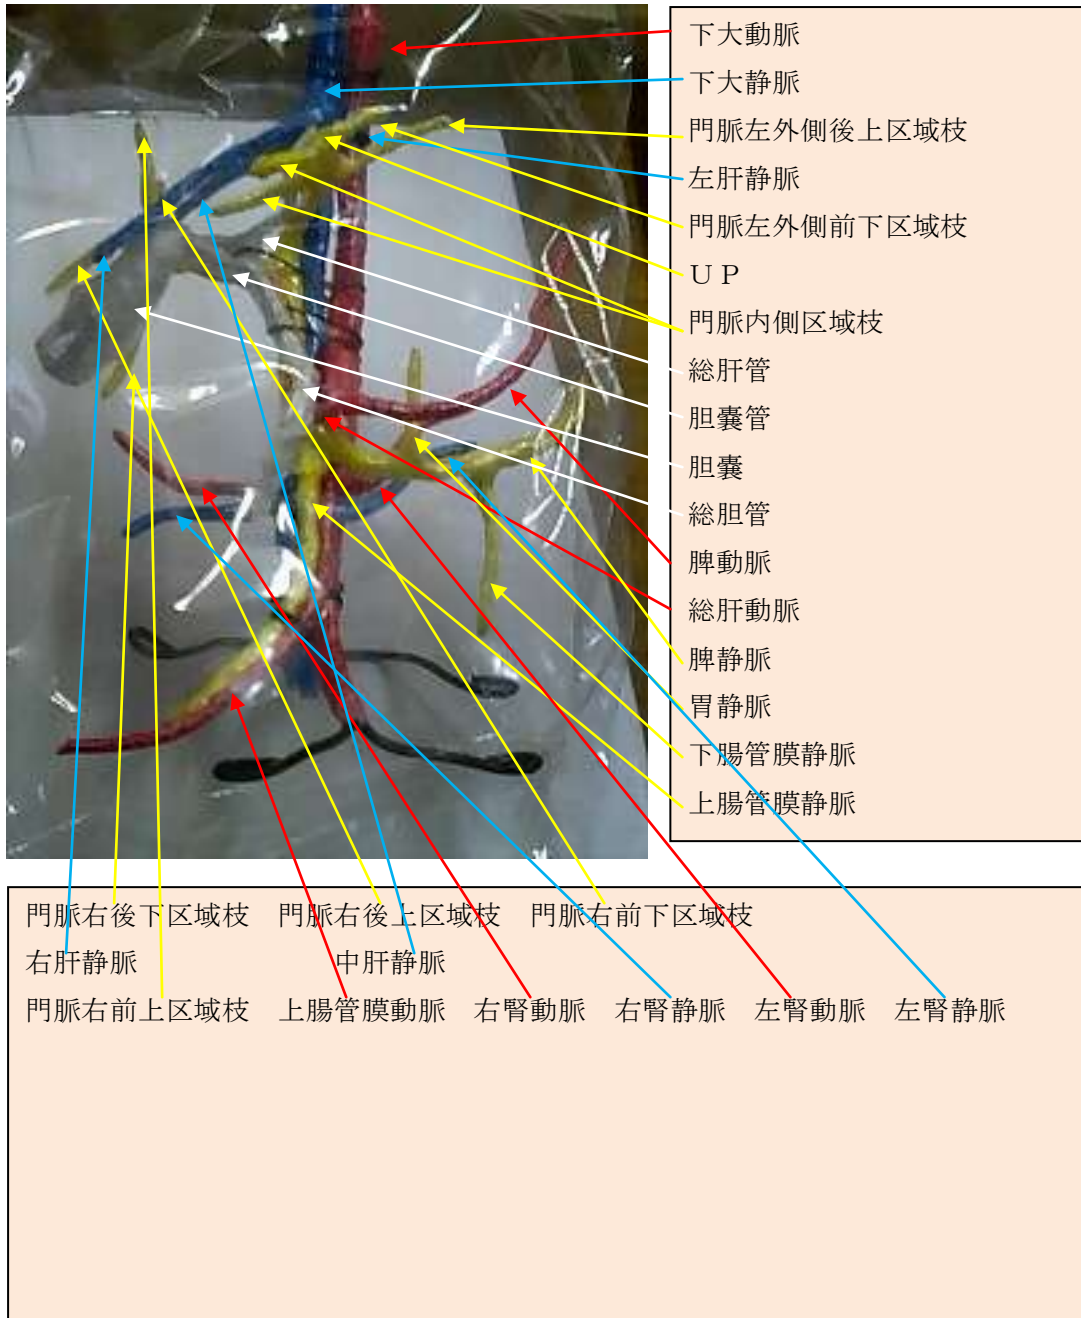 下大動脈
下大静脈
門脈左外側後上区域枝
左肝静脈
門脈左外側前下区域枝
ＵＰ
門脈内側区域枝
総肝管
胆嚢管
胆嚢
総胆管
脾動脈
総肝動脈
脾静脈
胃静脈
下腸管膜静脈
上腸管膜静脈
門脈右後下区域枝　門脈右後上区域枝　門脈右前下区域枝
右肝静脈　中肝静脈
門脈右前上区域枝　上腸管膜動脈　右腎動脈　右腎静脈　左腎動脈　左腎静脈